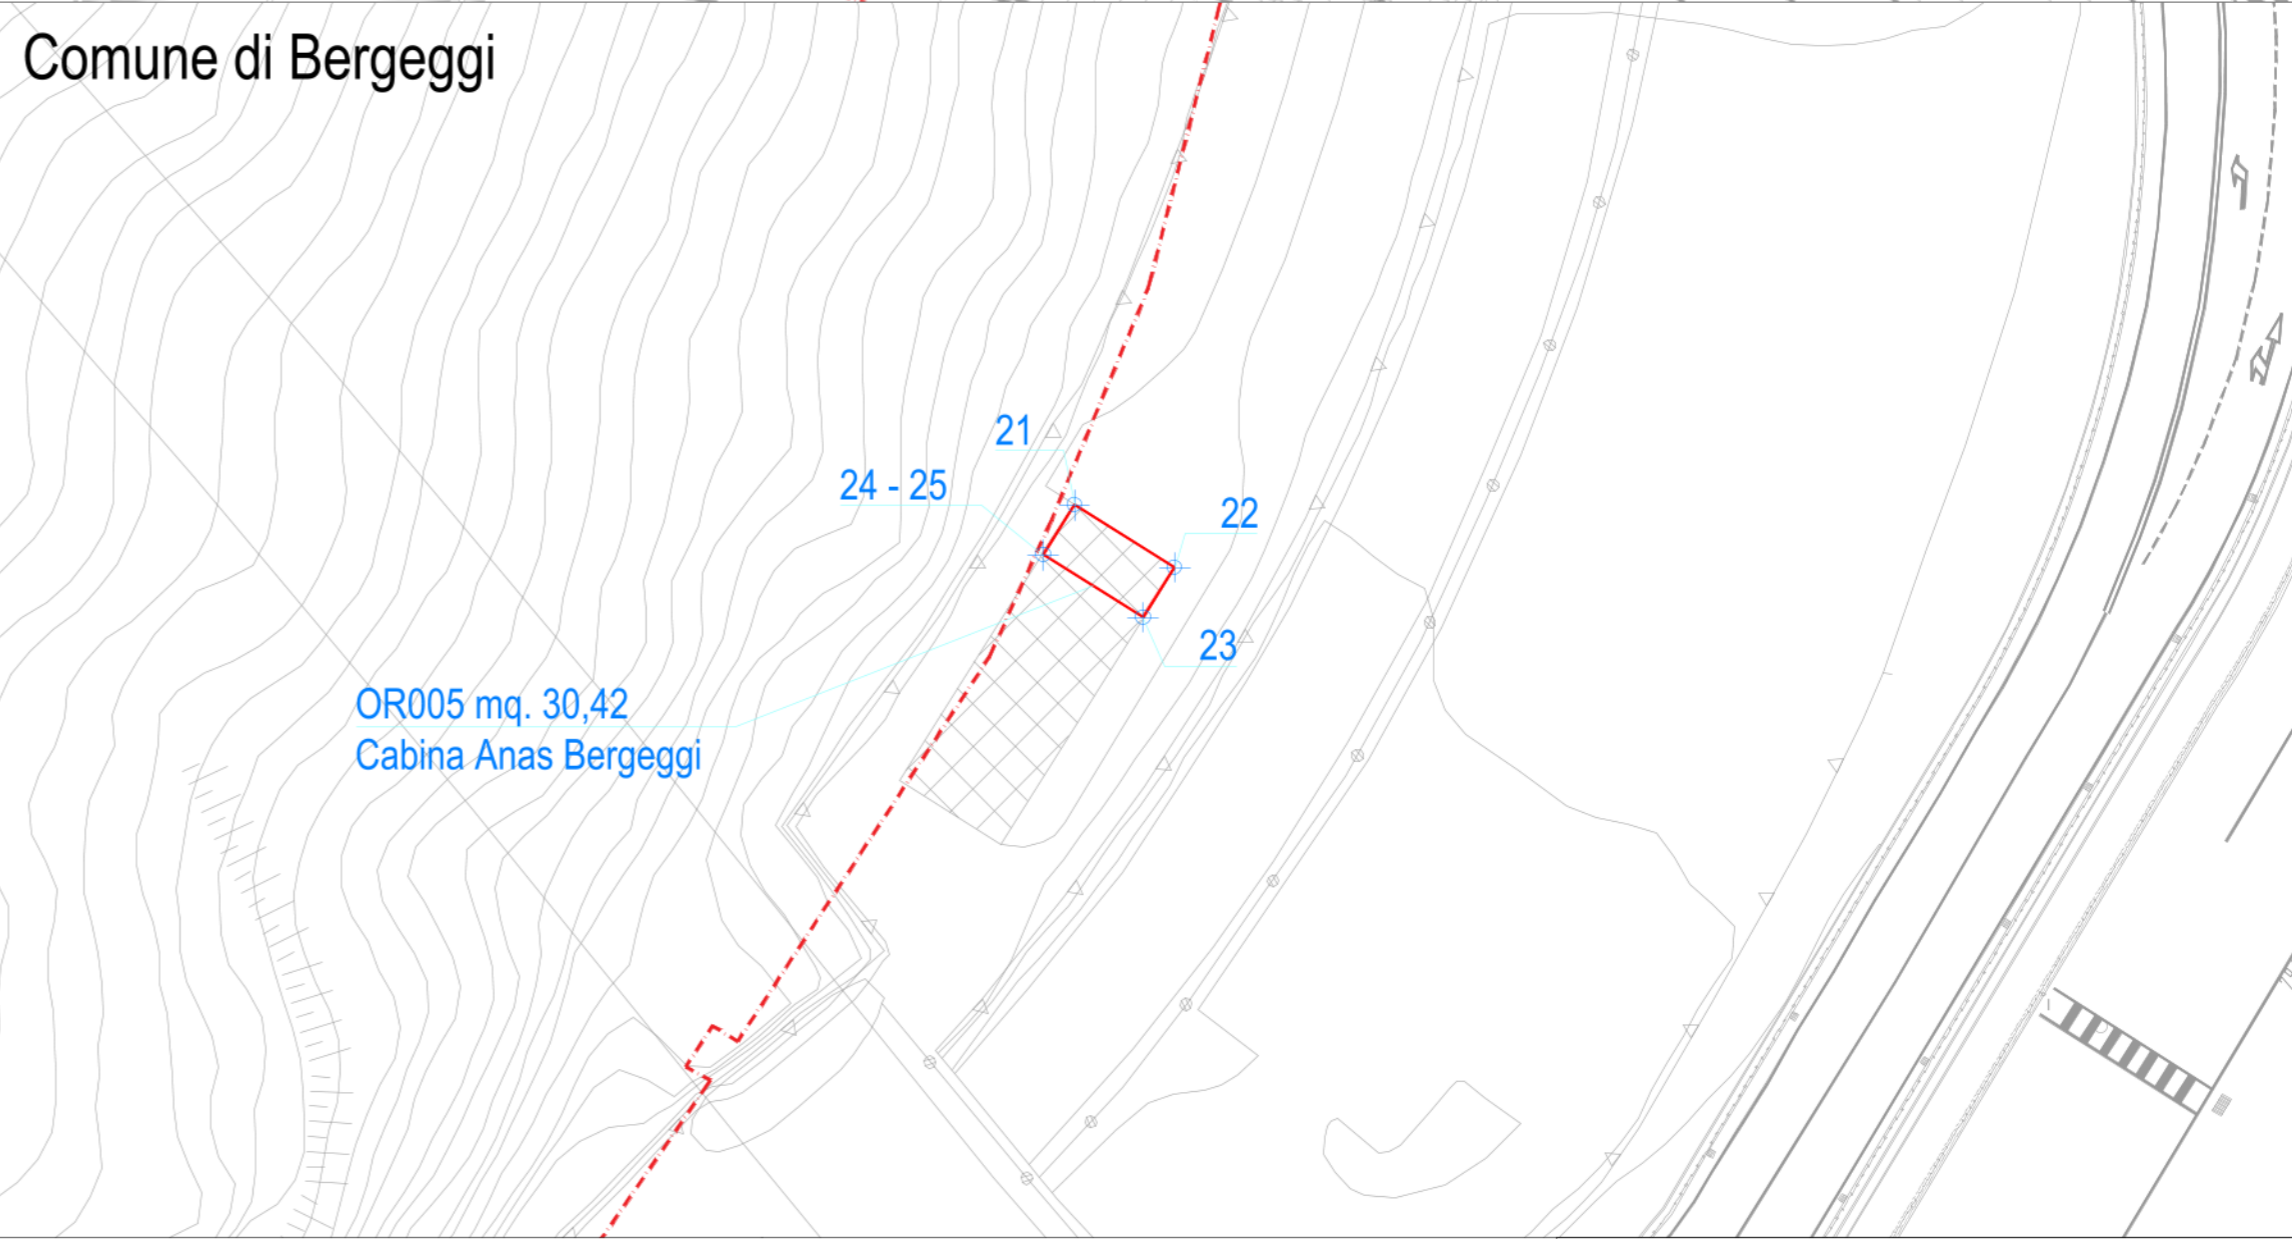 Comune di Bergeggi
21
24 - 25
22
23
OR005 mq. 30,42
Cabina Anas Bergeggi